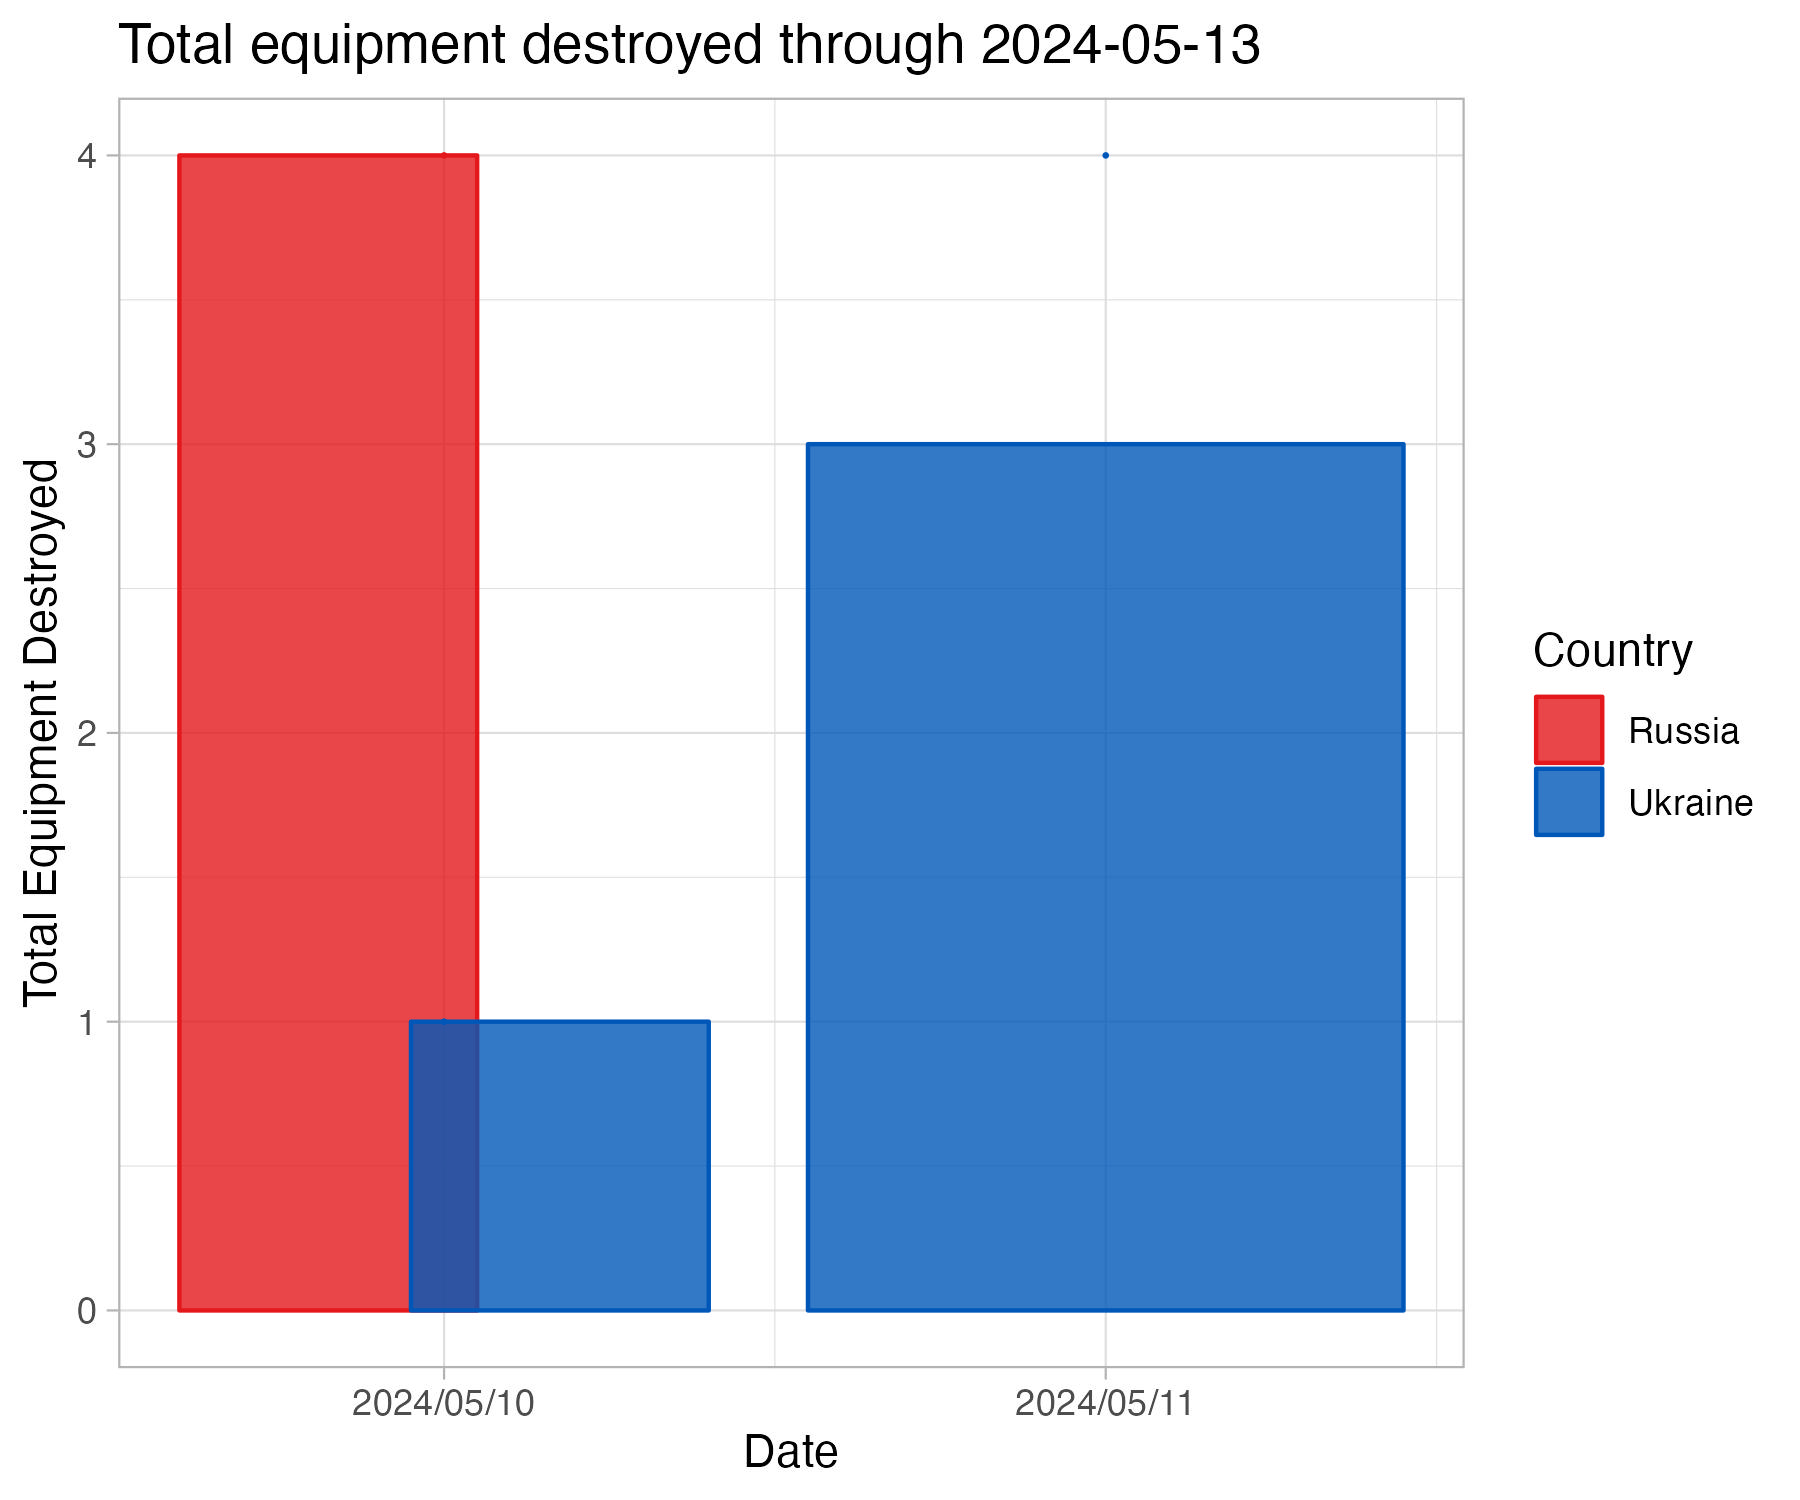 Total equipment destroyed through 2024-05-13
Total Equipment Destroyed
4
3
2
1
0
2024/05/10
2024/05/11
Date
Country
Russia
Ukraine